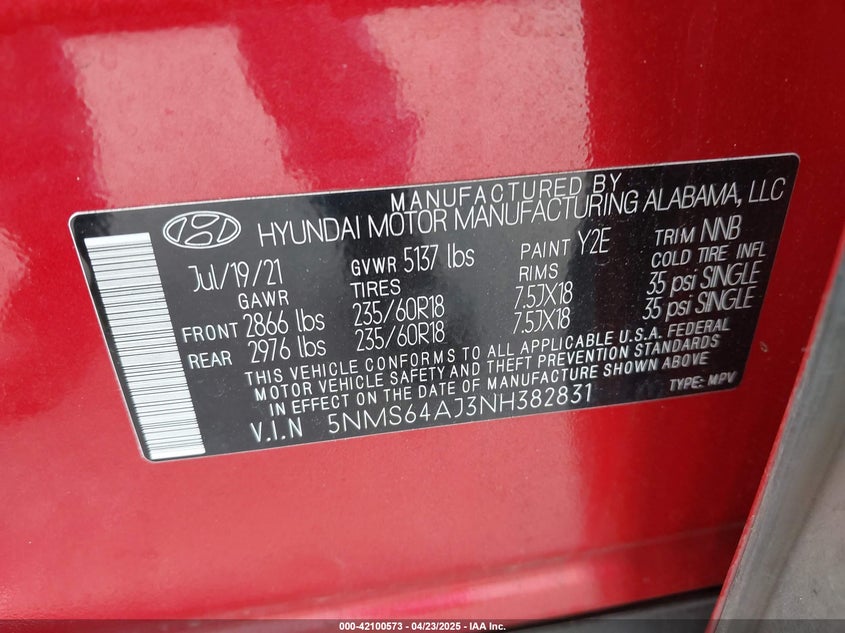 MANUFACTURED BY
HYUNDAI MOTOR MANUFACTURING ALABAMA, LLC
Jul/19/21 GVWR 5137 lbs PAINT Y2E TRIM NNB
GAWR TIRES RIMS COLD TIRE INFL
FRONT 2866 lbs 235/60R18 7.5JX18 35 psi SINGLE
REAR 2976 lbs 235/60R18 7.5JX18 35 psi SINGLE
THIS VEHICLE CONFORMS TO ALL APPLICABLE U.S.A. FEDERAL
MOTOR VEHICLE SAFETY AND THEFT PREVENTION STANDARDS
IN EFFECT ON THE DATE OF MANUFACTURE SHOWN ABOVE
V.I.N 5NMS64AJ3NH382831 TYPE: MPV
000-42100573 - 04/23/2025 - IAA Inc.